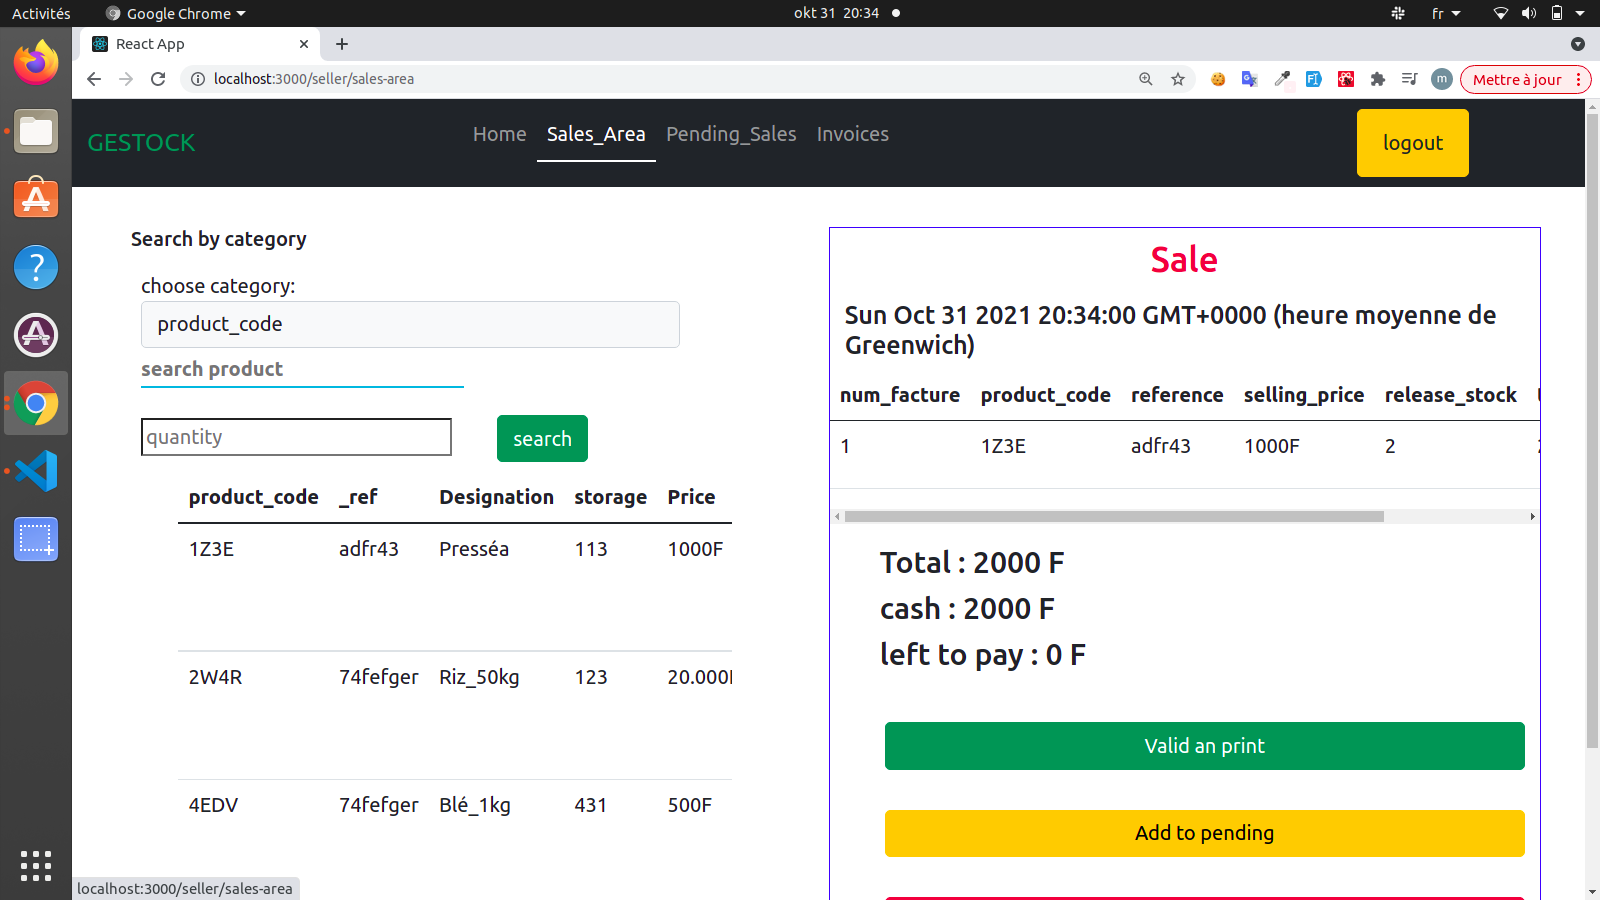 Activités
Google Chrome
okt 31 20:34
fr
React App
localhost:3000/seller/sales-area
m
Mettre à jour
GESTOCK
Home
Sales_Area
Pending_Sales
Invoices
logout
Search by category
choose category:
product_code
search product
quantity
search
product_code _ref Designation storage Price
1Z3E adfr43 Presséa 113 1000F
2W4R 74fefger Riz_50kg 123 20.000
4EDV 74fefger Blé_1kg 431 500F
Sale
Sun Oct 31 2021 20:34:00 GMT+0000 (heure moyenne de
Greenwich)
num_facture product_code reference selling_price release_stock
1 1Z3E adfr43 1000F 2
Total : 2000 F
cash : 2000 F
left to pay : 0 F
Valid an print
Add to pending
localhost:3000/seller/sales-area